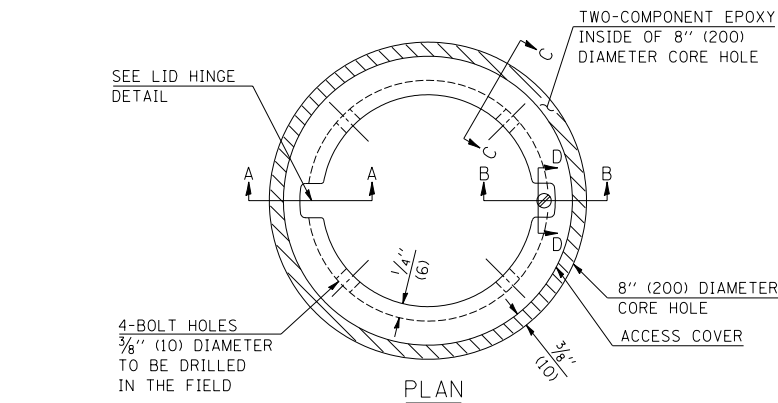 TWO-COMPONENT EPOXY
INSIDE OF 8" (200)
DIAMETER CORE HOLE
SEE LID HINGE
DETAIL
C
C
A
A
B
B
D
D
1/4"
(6)
8" (200) DIAMETER
CORE HOLE
ACCESS COVER
4-BOLT HOLES
3/8" (10) DIAMETER
TO BE DRILLED
IN THE FIELD
3/8"
(10)
PLAN